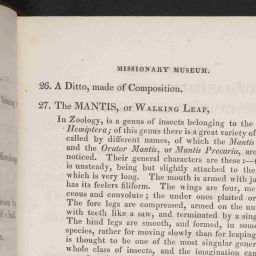 MISSIONARY MUSEUM.
26. A Ditto, made of Composition.
27. The MANTIS, or Walking Leaf,
In Zoology, is a genus of insects belonging to the
Hemiptera; of this genus there is a great variety of
called by different names, of which the Mantis
and the Orator Mantis, or Mantis Precaria, are
noticed. Their general characters are these:—t
is unsteady, being but slightly attached to the
which is very long. The mouth is armed with ja
has its feelers filiform. The wings are four, me
ceous and convolute; the under ones plaited or
The fore legs are compressed, armed on the un
with teeth like a saw, and terminated by a sing
The hind legs are smooth, and formed, in some
species, rather for moving slowly than for leaping
is thought to be one of the most singular gener
whole class of insects, and the imagination can